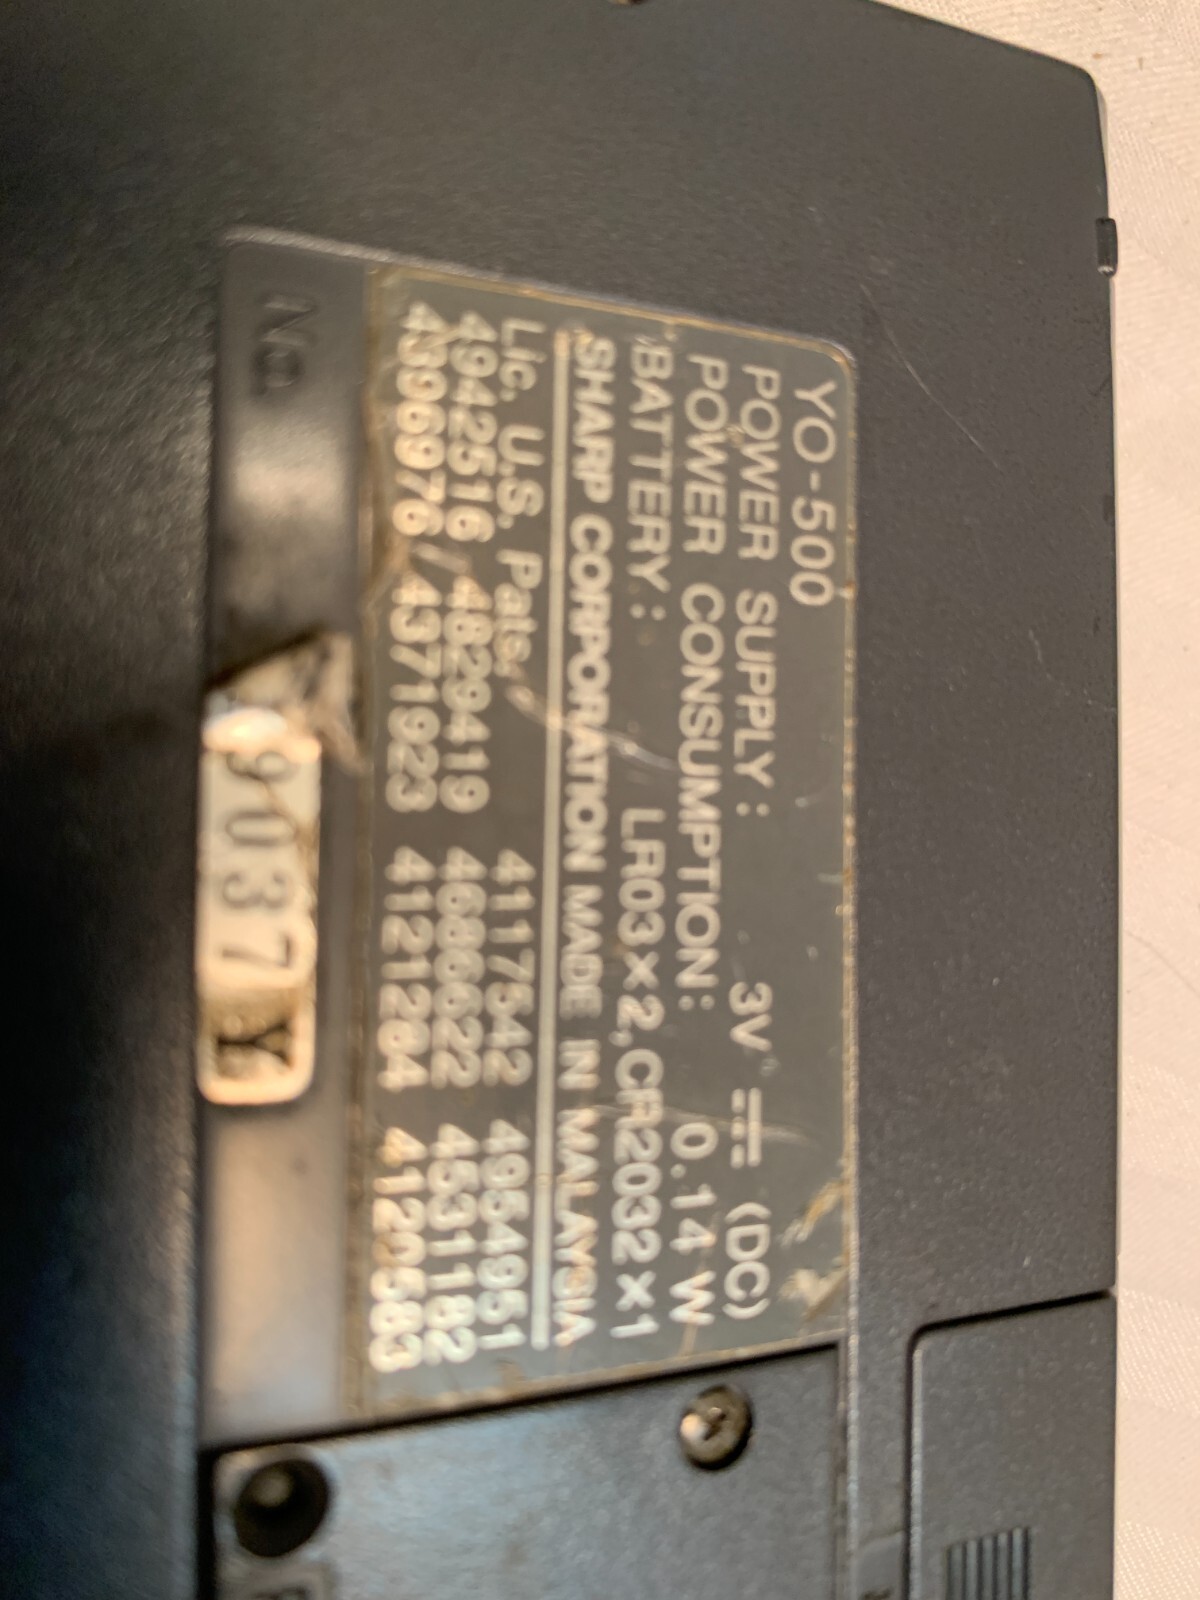 YO-500
POWER SUPPLY: 3V (DC)
POWER CONSUMPTION: 0.14 W
BATTERY: LR03×2,CR2032×1
SHARP CORPORATION MADE IN MALAYSIA
Lic. U.S. Pats. 4117542 4954951
4942516 4829419 4686622 4531182
4396976 4371923 4121284 4120583
No.
9037 Y